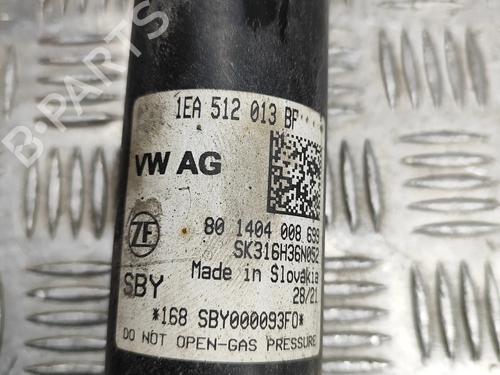 1EA 512 013 BF
VW AG
ZF
80 1404 008 699
SK316H36N052
Made in Slovakia
SBY
28/21
*168 SBY000093F0*
DO NOT OPEN-GAS PRESSURE